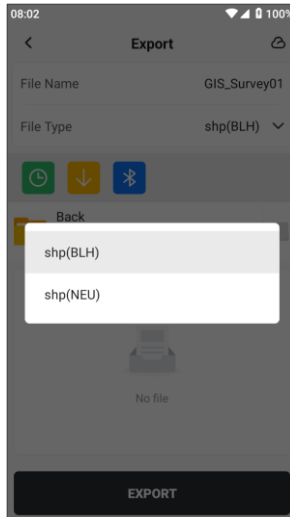 08:02
100%
Export
File Name
GIS_Survey01
File Type
shp(BLH)
Back
shp(BLH)
shp(NEU)
No file
EXPORT